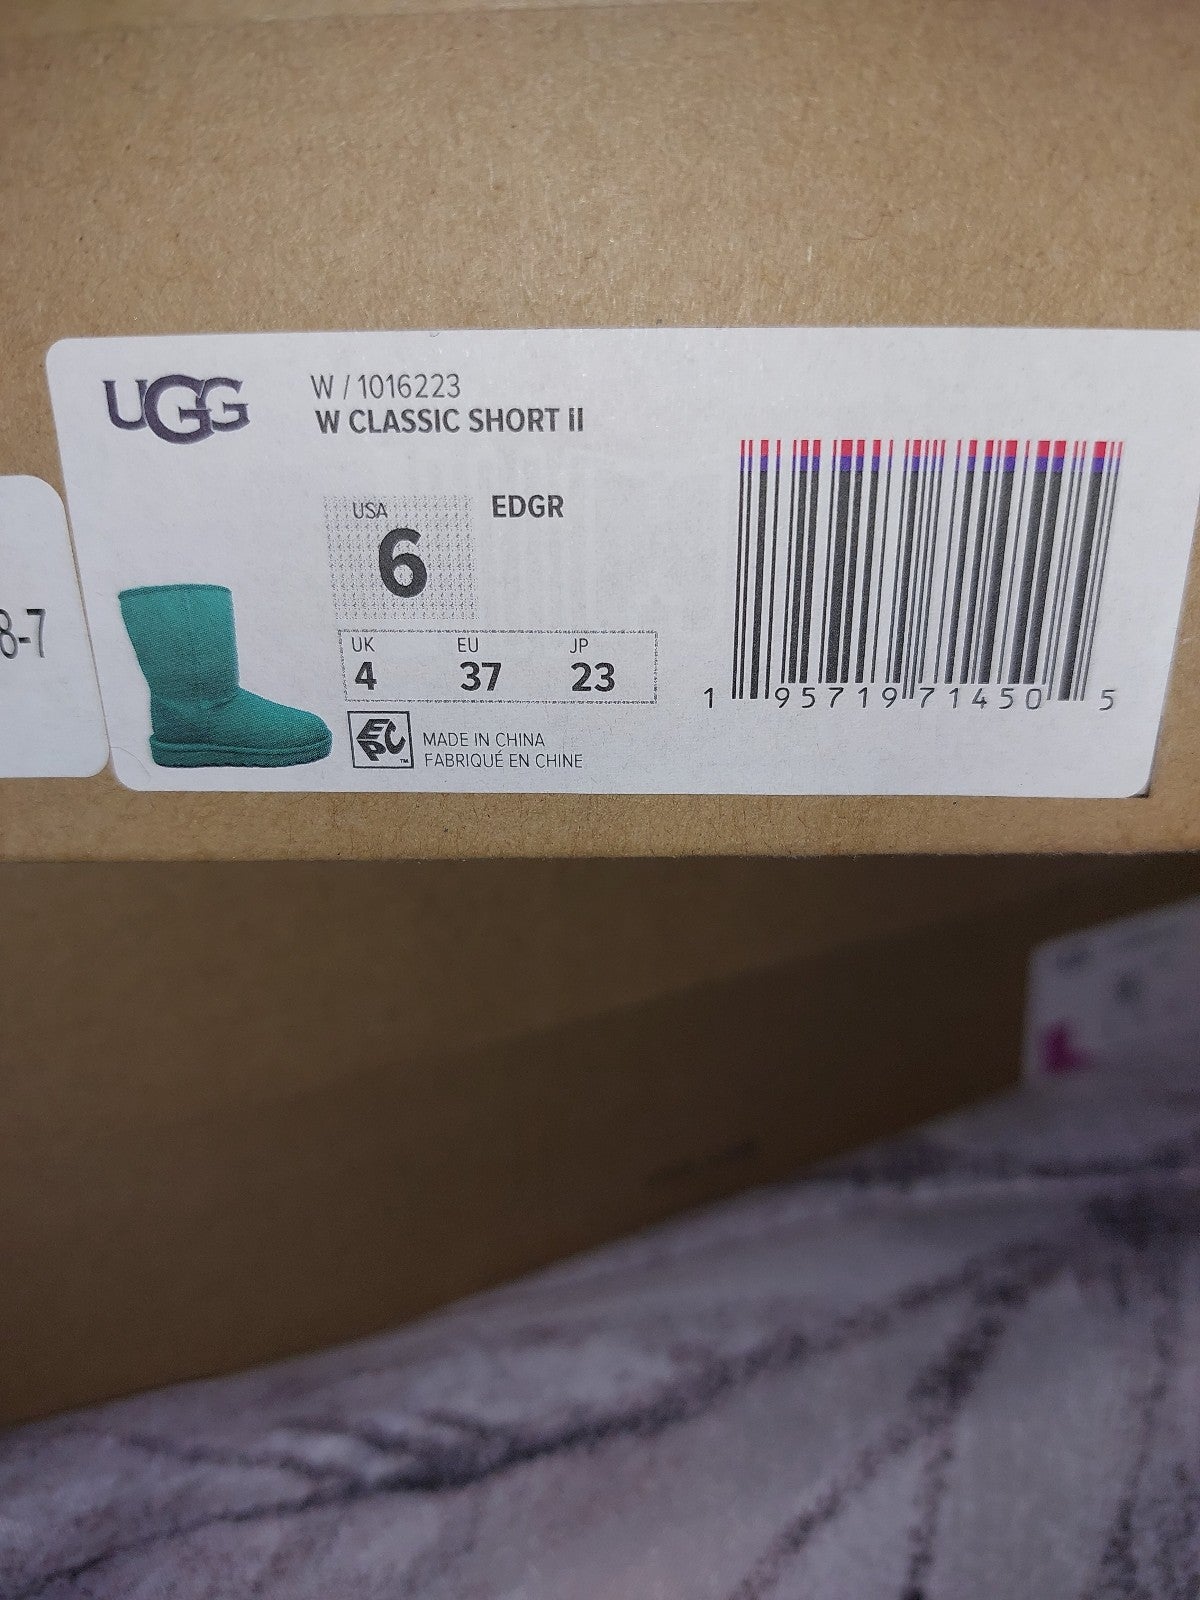 UGG
W / 1016223
W CLASSIC SHORT II
USA
6
EDGR
UK EU JP
4 37 23
EPC TM
MADE IN CHINA
FABRIQUÉ EN CHINE
1 95719 71450 5
8-7